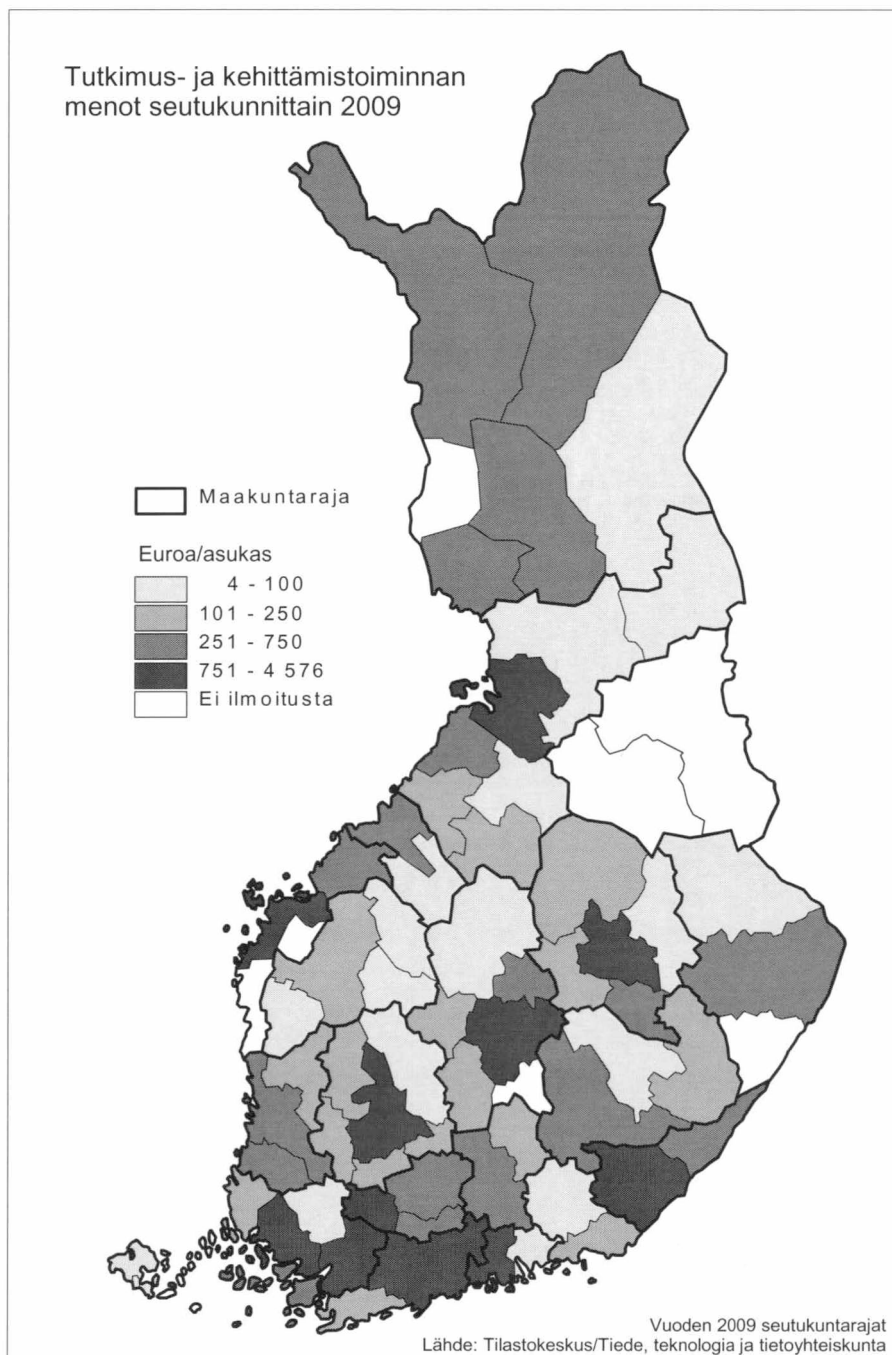 Tutkimus- ja kehittämistoiminnan
menot seutukunnittain 2009
Maakuntaraja
Euroa/asukas
4 - 100
101 - 250
251 - 750
751 - 4 576
Ei ilmoitusta
Vuoden 2009 seutukuntarajat
Lähde: Tilastokeskus/Tiede, teknologia ja tietoyhteiskunta